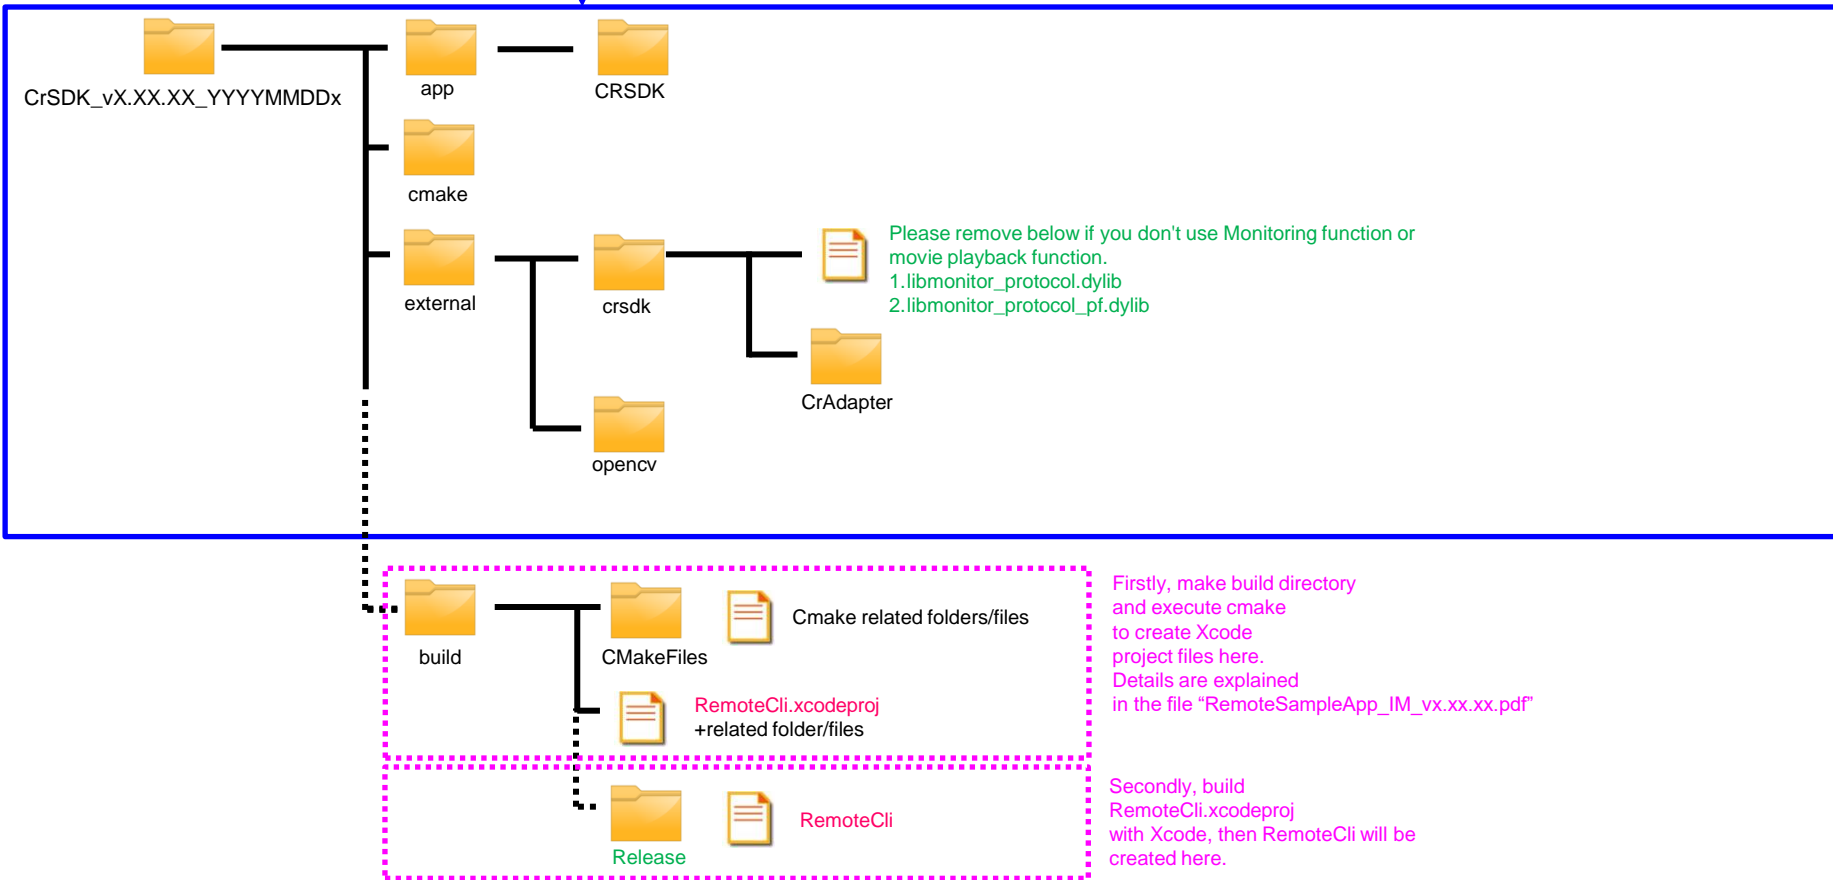 app
CRSDK
CrSDK_vX.XX.XX_YYYYMMDDx
cmake
Please remove below if you don't use Monitoring function or
movie playback function.
1.libmonitor_protocol.dylib
2.libmonitor_protocol_pf.dylib
external
crsdk
CrAdapter
opencv
Firstly, make build directory
and execute cmake
to create Xcode
project files here.
Details are explained
in the file “RemoteSampleApp_IM_vx.xx.xx.pdf”
Cmake related folders/files
build
CMakeFiles
RemoteCli.xcodeproj
+related folder/files
Secondly, build
RemoteCli.xcodeproj
with Xcode, then RemoteCli will be
created here.
RemoteCli
Release